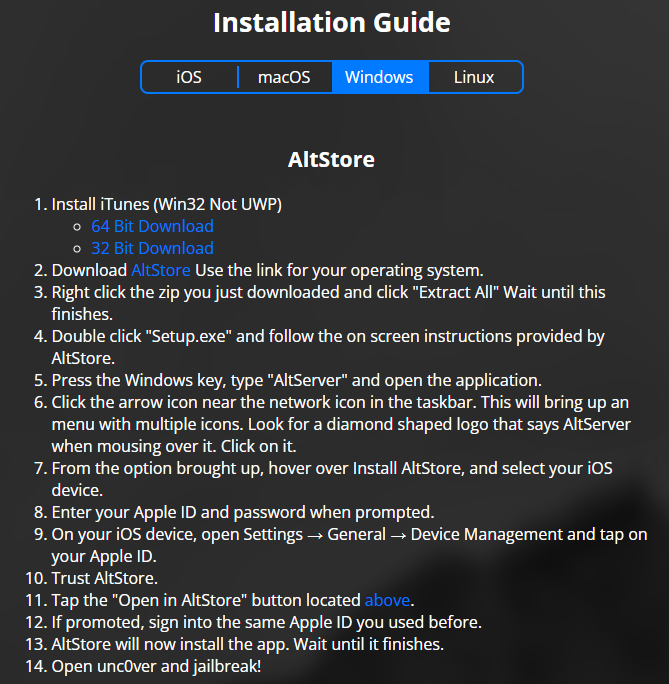 Installation Guide
iOS macOS Windows Linux
AltStore
1. Install iTunes (Win32 Not UWP)
64 Bit Download
32 Bit Download
2. Download AltStore Use the link for your operating system.
3. Right click the zip you just downloaded and click "Extract All" Wait until this
finishes.
4. Double click "Setup.exe" and follow the on screen instructions provided by
AltStore.
5. Press the Windows key, type "AltServer" and open the application.
6. Click the arrow icon near the network icon in the taskbar. This will bring up an
menu with multiple icons. Look for a diamond shaped logo that says AltServer
when mousing over it. Click on it.
7. From the option brought up, hover over Install AltStore, and select your iOS
device.
8. Enter your Apple ID and password when prompted.
9. On your iOS device, open Settings → General → Device Management and tap on
your Apple ID.
10. Trust AltStore.
11. Tap the "Open in AltStore" button located above.
12. If promoted, sign into the same Apple ID you used before.
13. AltStore will now install the app. Wait until it finishes.
14. Open unc0ver and jailbreak!